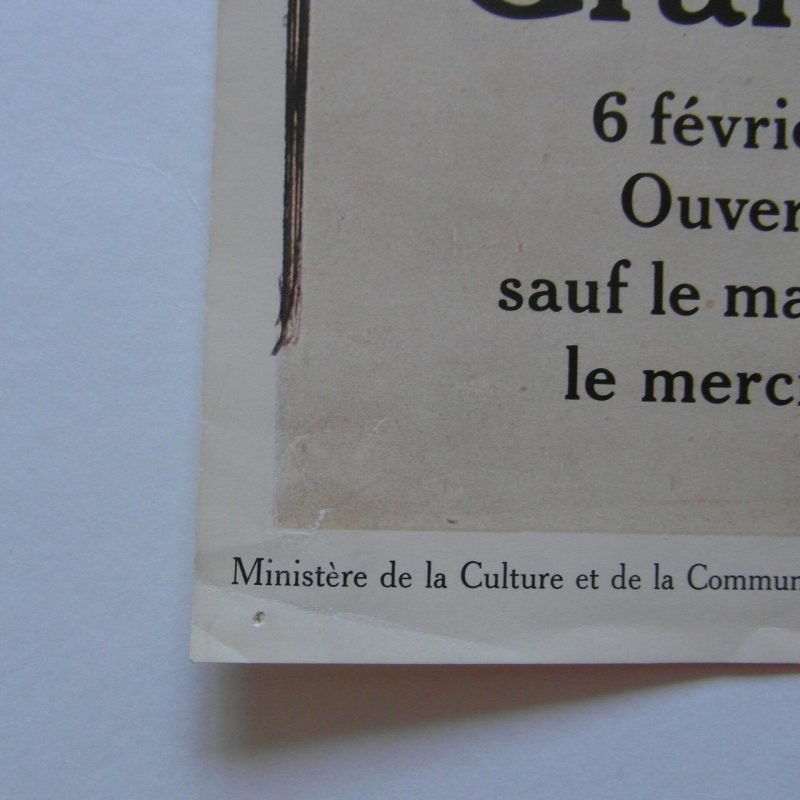 6 févri
Ouver
sauf le ma
le merc
Ministère de la Culture et de la Commun